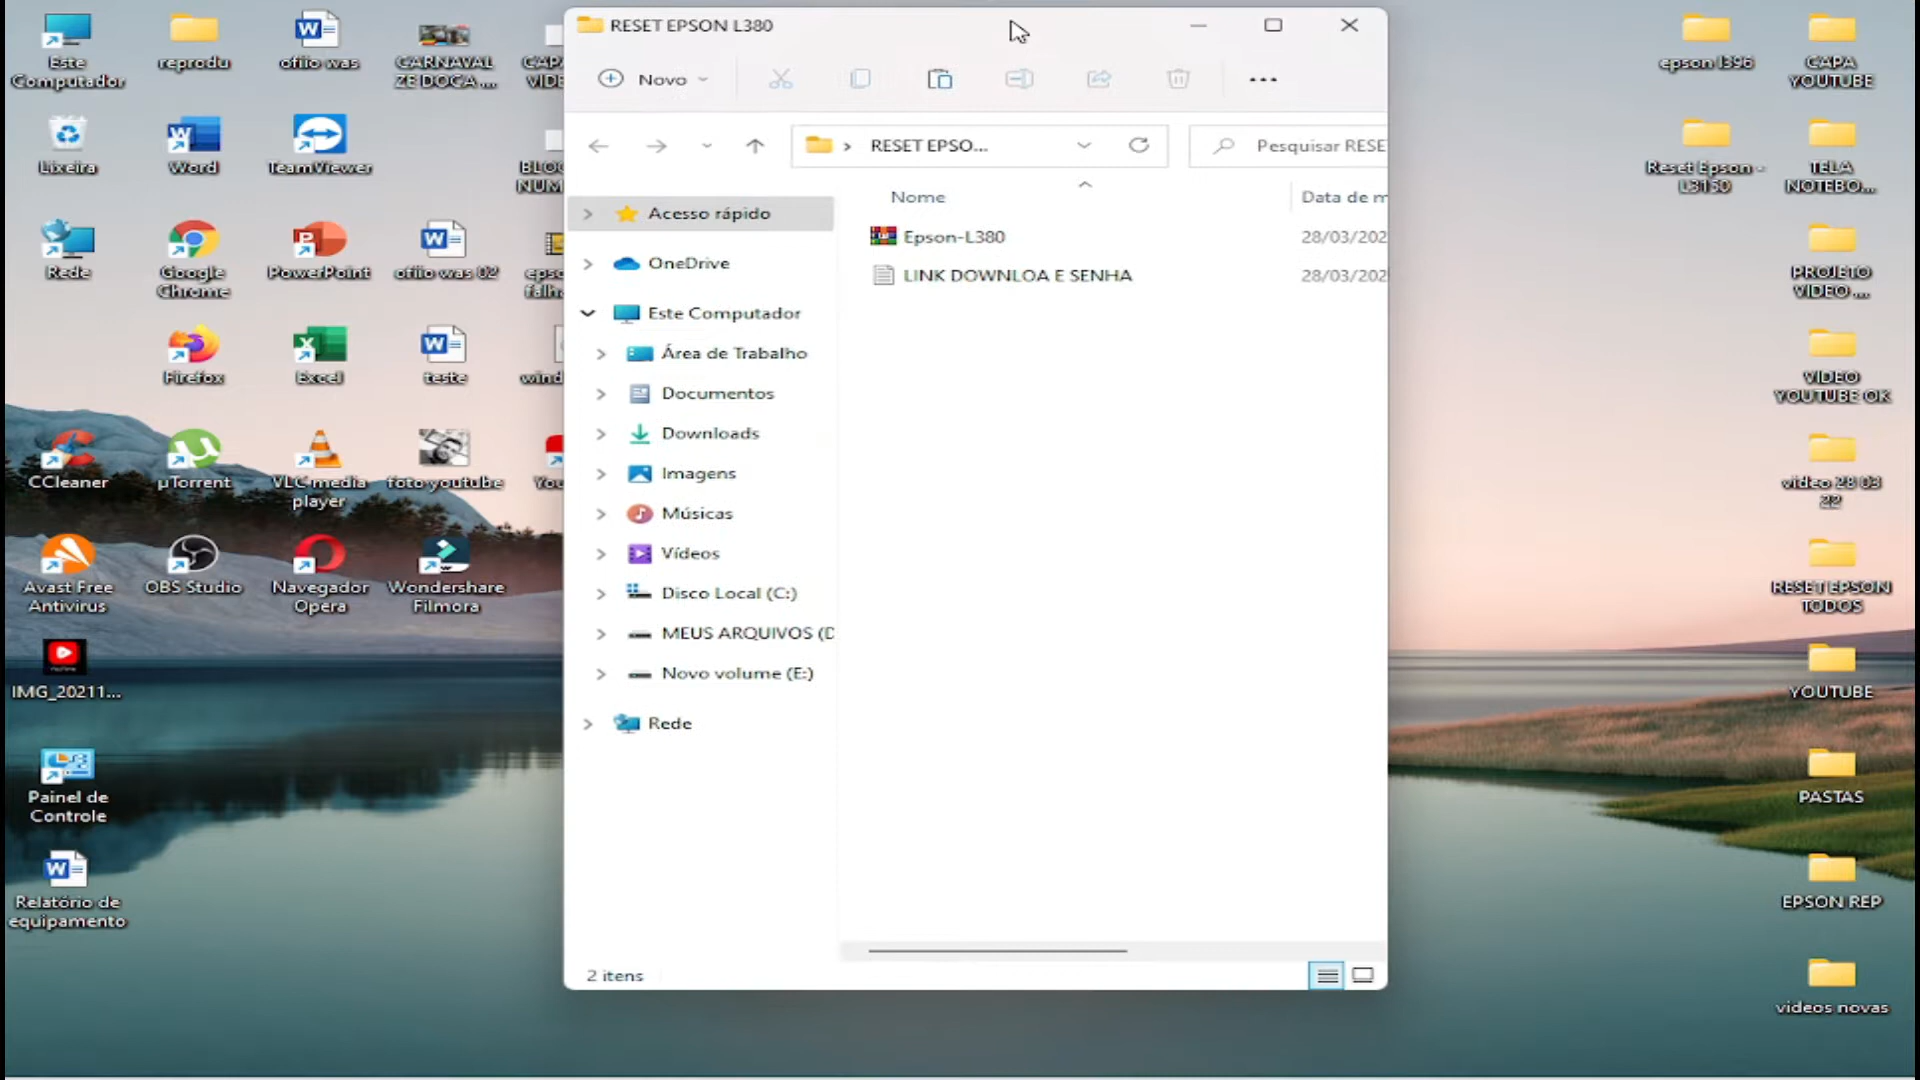 RESET EPSON L380
Novo
RESET EPSO...
Pesquisar RESE
Nome
Data de m
Epson-L380
28/03/202
LINK DOWNLOA E SENHA
28/03/202
Acesso rápido
OneDrive
Este Computador
Área de Trabalho
Documentos
Downloads
Imagens
Músicas
Vídeos
Disco Local (C:)
MEUS ARQUIVOS (D
Novo volume (E:)
Rede
2 itens
Este
Computador
reprodu
ofiio was
CARNAVAL
ZE DOCA ...
CAP
VIDE
Lixeira
Word
TeamViewer
BLOC
NUM
Rede
Google
Chrome
PowerPoint
ofiio was 02
epso
falh
Firefox
Excel
teste
wind
CCleaner
µTorrent
VLC media
player
foto youtube
You
Avast Free
Antivirus
OBS Studio
Navegador
Opera
Wondershare
Filmora
IMG_20211...
Painel de
Controle
Relatório de
equipamento
epson l396
CAPA
YOUTUBE
Reset Epson -
L3150
TELA
NOTEBO...
PROJETO
VIDEO ...
VIDEO
YOUTUBE OK
video 28 03
22
RESET EPSON
TODOS
YOUTUBE
PASTAS
EPSON REP
videos novas